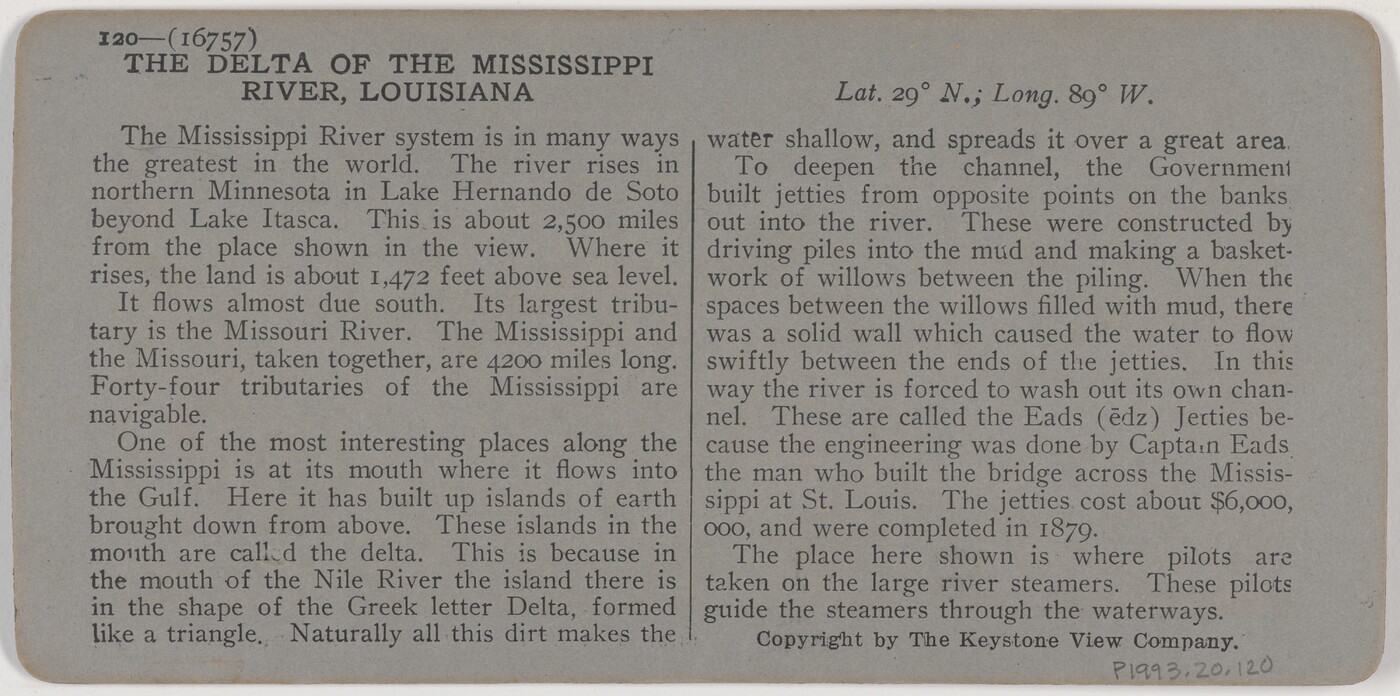 120—(16757)
THE DELTA OF THE MISSISSIPPI
RIVER, LOUISIANA
Lat. 29° N.; Long. 89° W.
The Mississippi River system is in many ways
the greatest in the world. The river rises in
northern Minnesota in Lake Hernando de Soto
beyond Lake Itasca. This is about 2,500 miles
from the place shown in the view. Where it
rises, the land is about 1,472 feet above sea level.
It flows almost due south. Its largest tribu-
tary is the Missouri River. The Mississippi and
the Missouri, taken together, are 4200 miles long.
Forty-four tributaries of the Mississippi are
navigable.
One of the most interesting places along the
Mississippi is at its mouth where it flows into
the Gulf. Here it has built up islands of earth
brought down from above. These islands in the
mouth are called the delta. This is because in
the mouth of the Nile River the island there is
in the shape of the Greek letter Delta, formed
like a triangle. Naturally all this dirt makes the
water shallow, and spreads it over a great area.
To deepen the channel, the Government
built jetties from opposite points on the banks
out into the river. These were constructed by
driving piles into the mud and making a basket-
work of willows between the piling. When the
spaces between the willows filled with mud, there
was a solid wall which caused the water to flow
swiftly between the ends of the jetties. In this
way the river is forced to wash out its own chan-
nel. These are called the Eads (ēdz) Jetties be-
cause the engineering was done by Captain Eads,
the man who built the bridge across the Missis-
sippi at St. Louis. The jetties cost about $6,000,
000, and were completed in 1879.
The place here shown is where pilots are
taken on the large river steamers. These pilots
guide the steamers through the waterways.
Copyright by The Keystone View Company.
P1993.20.120